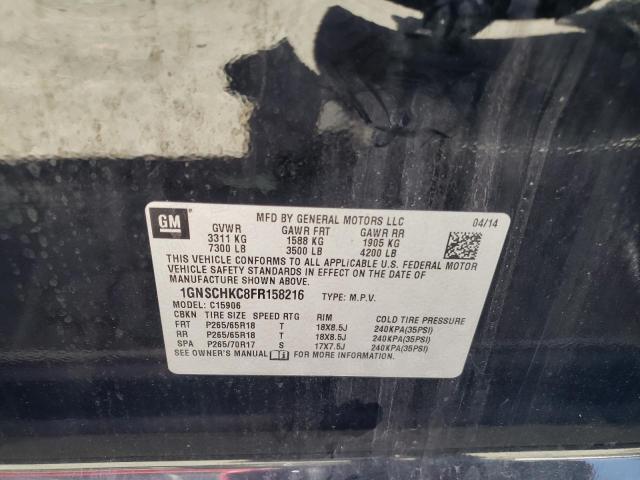 GM
MFD BY GENERAL MOTORS LLC
04/14
GVWR GAWR FRT GAWR RR
3311 KG 1588 KG 1905 KG
7300 LB 3500 LB 4200 LB
THIS VEHICLE CONFORMS TO ALL APPLICABLE U.S. FEDERAL MOTOR
VEHICLE SAFETY STANDARDS IN EFFECT ON THE DATE OF
MANUFACTURE SHOWN ABOVE.
1GNSCHKC8FR158216 TYPE: M.P.V.
MODEL: C15906
CBKN TIRE SIZE SPEED RTG RIM COLD TIRE PRESSURE
FRT P265/65R18 T 18X8.5J 240KPA(35PSI)
RR P265/65R18 T 18X8.5J 240KPA(35PSI)
SPA P265/70R17 S 17X7.5J 240KPA(35PSI)
SEE OWNER'S MANUAL FOR MORE INFORMATION